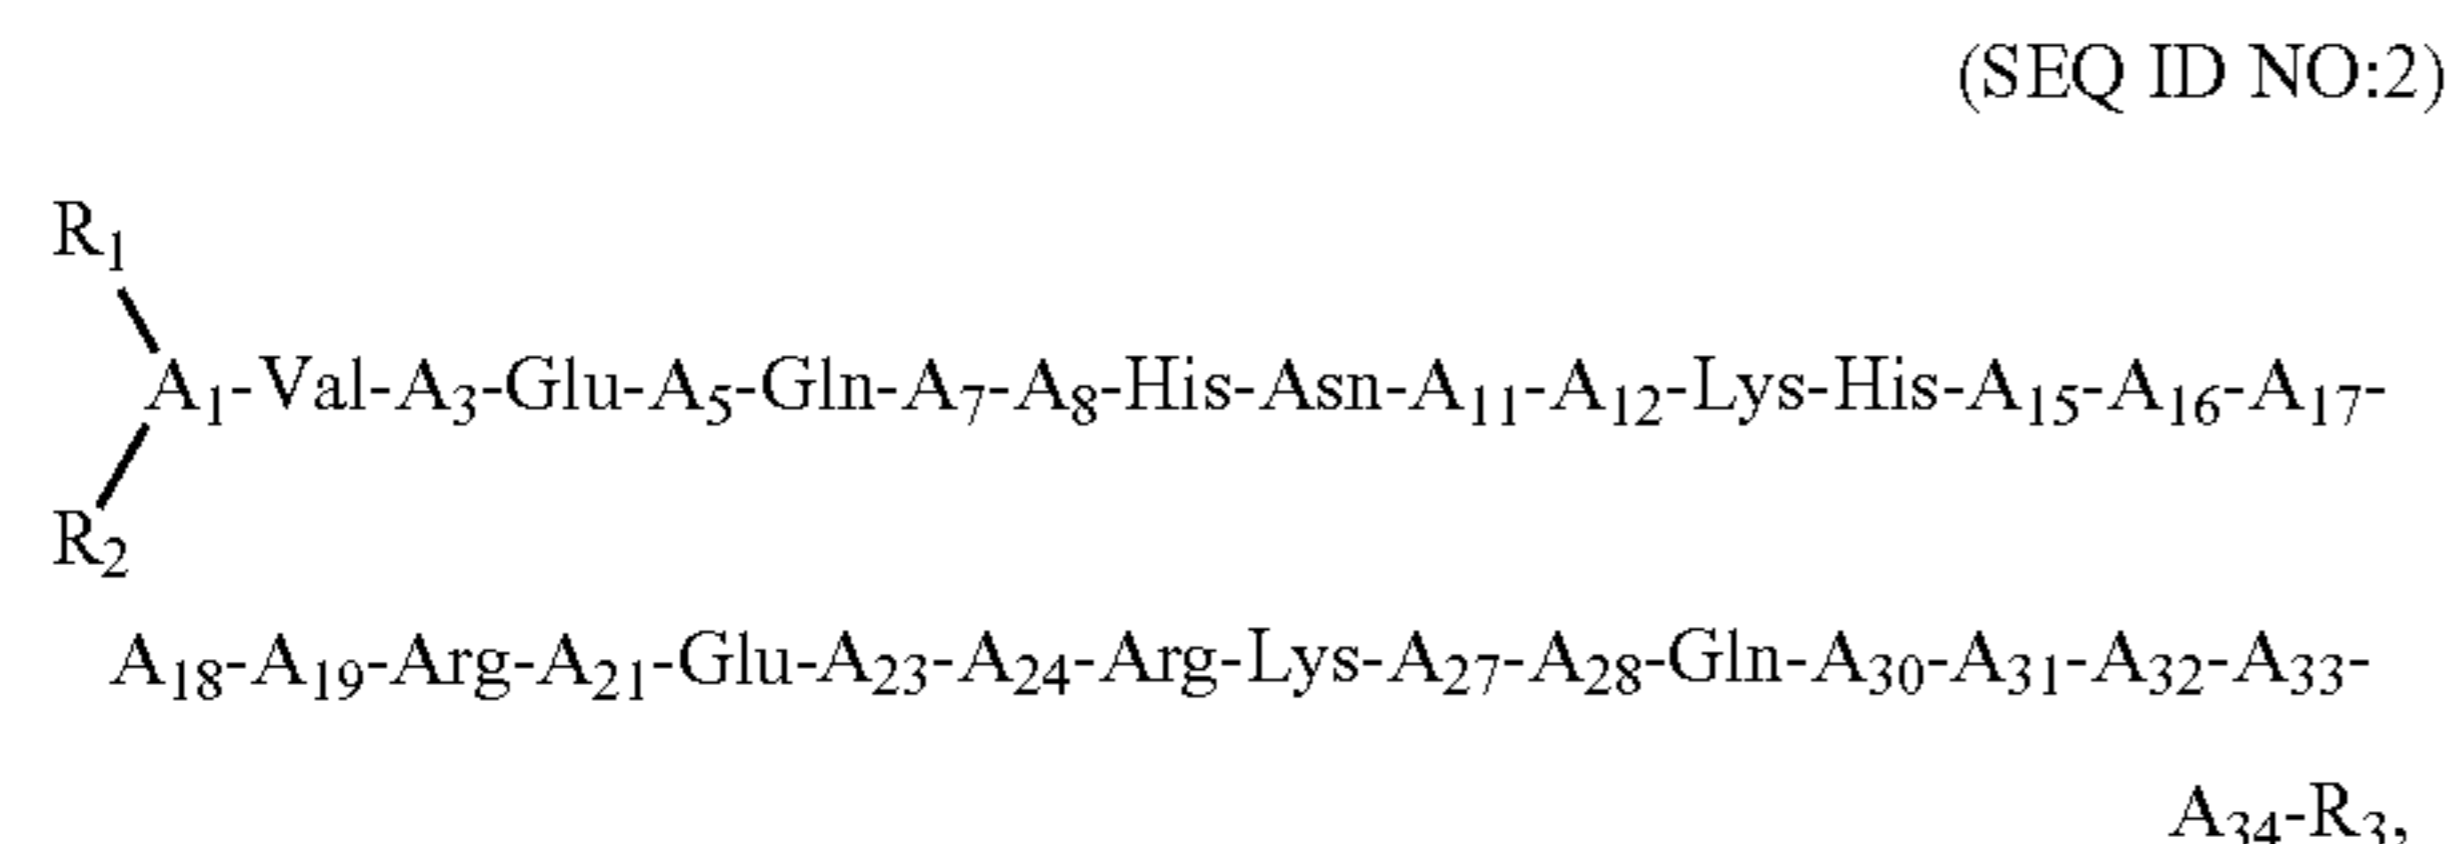 (SEQ ID NO:2)
R₁
A₁-Val-A₃-Glu-A₅-Gln-A₇-A₈-His-Asn-A₁₁-A₁₂-Lys-His-A₁₅-A₁₆-A₁₇-
R₂
A₁₈-A₁₉-Arg-A₂₁-Glu-A₂₃-A₂₄-Arg-Lys-A₂₇-A₂₈-Gln-A₃₀-A₃₁-A₃₂-A₃₃-
A₃₄-R₃,